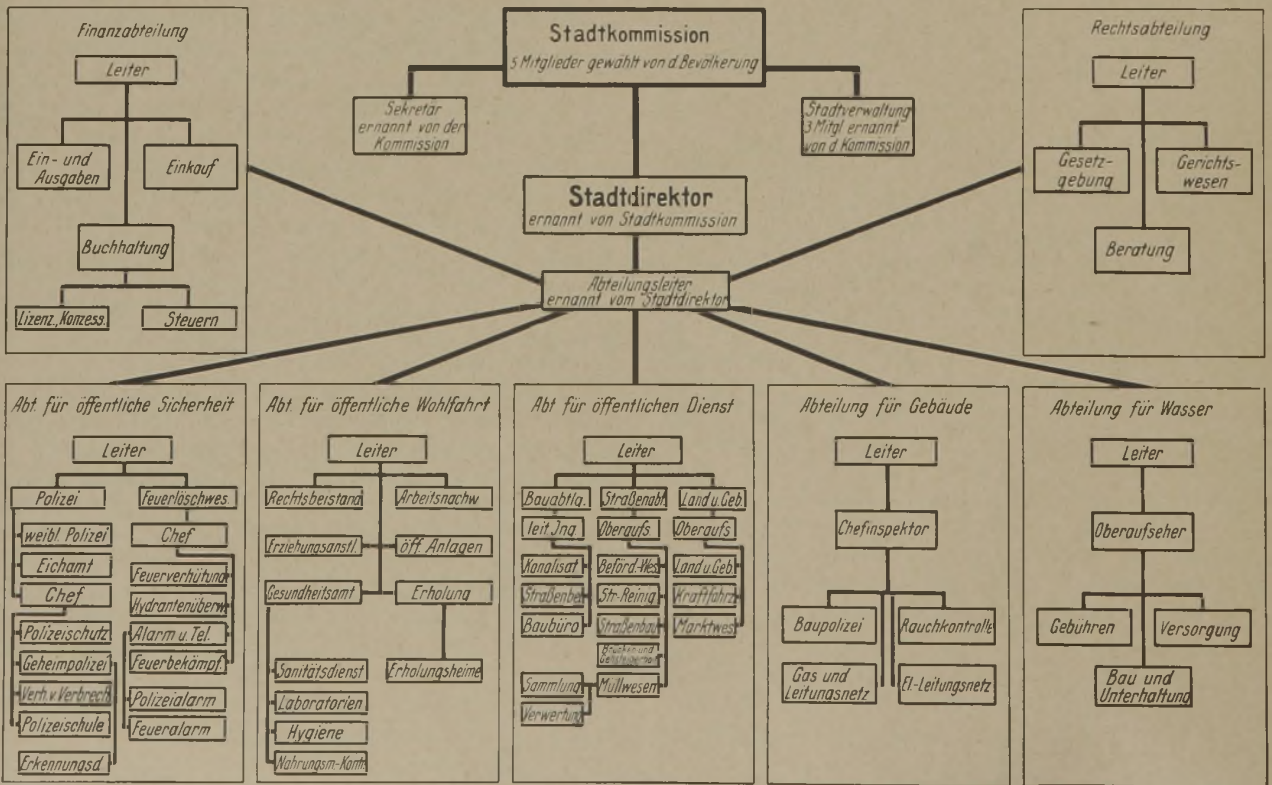 Finanzabteilung
Leiter
Ein- und
Ausgaben
Einkauf
Buchhaltung
Lizenz., Konzess.
Steuern
Stadtkommission
5 Mitglieder gewählt von d. Bevölkerung
Sekretär
ernannt von der
Kommission
Stadtverwaltung
3 Mitgl ernannt
von d Kommission
Stadtdirektor
ernannt von Stadtkommission
Abteilungsleiter
ernannt vom Stadtdirektor
Rechtsabteilung
Leiter
Gesetz-
gebung
Gerichts-
wesen
Beratung
Abt. für öffentliche Sicherheit
Leiter
Polizei
Feuerlöschwes.
weibl. Polizei
Chef
Eichamt
Feuerverhütung
Chef
Hydrantenüberw.
Polizeischutz
Alarm u. Tel.
Geheimpolizei
Feuerbekämpf.
Verh. v. Verbrech.
Polizeialarm
Polizeischule
Feueralarm
Erkennungsd.
Abt. für öffentliche Wohlfahrt
Leiter
Rechtsbeistand
Arbeitsnachw.
Erziehungsanstl.
öff. Anlagen
Gesundheitsamt
Erholung
Sanitätsdienst
Erholungsheime
Laboratorien
Hygiene
Nahrungsm-Kontr.
Abt für öffentlichen Dienst
Leiter
Bauabtlg.
Straßenabt.
Land u. Geb.
leit Jng
Oberaufs.
Oberaufs
Kanalisat
Beförd-Wes.
Land u. Geb.
Straßenbel
Str-Reinig
Kraftfahrz
Baubüro
Straßenbau
Marktwes.
Brücken und
Sammlung
Müllwesen
Verwertung
Abteilung für Gebäude
Leiter
Chefinspektor
Baupolizei
Rauchkontrolle
Gas und
Leitungsnetz
El-Leitungsnetz
Abteilung für Wasser
Leiter
Oberaufseher
Gebühren
Versorgung
Bau und
Unterhaltung